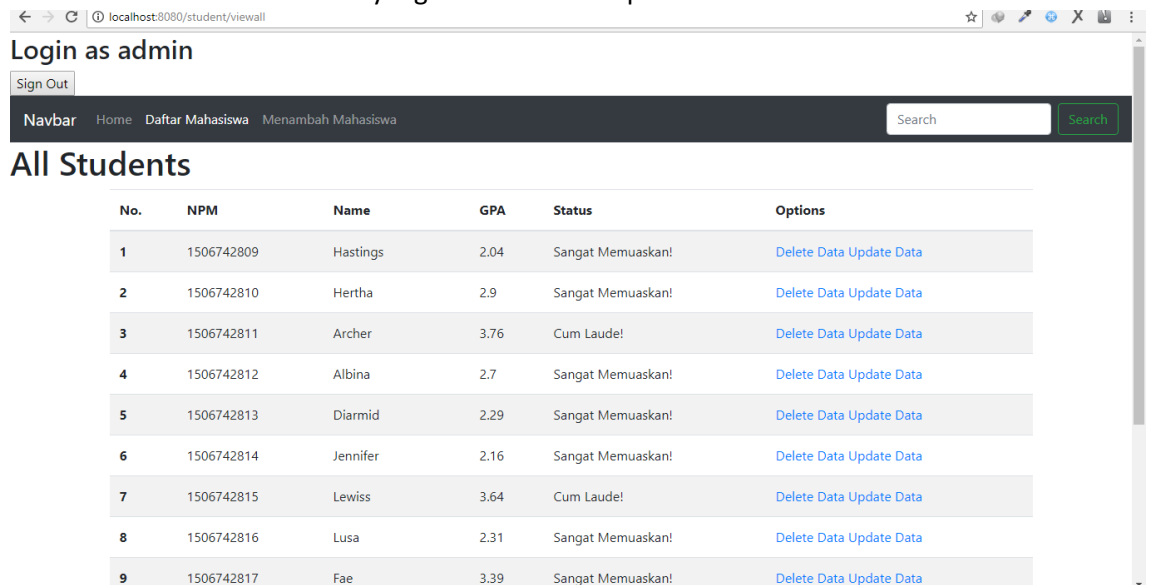 localhost:8080/student/viewall
Login as admin
Sign Out
Navbar Home Daftar Mahasiswa Menambah Mahasiswa Search Search
All Students
No. NPM Name GPA Status Options
1 1506742809 Hastings 2.04 Sangat Memuaskan! Delete Data Update Data
2 1506742810 Hertha 2.9 Sangat Memuaskan! Delete Data Update Data
3 1506742811 Archer 3.76 Cum Laude! Delete Data Update Data
4 1506742812 Albina 2.7 Sangat Memuaskan! Delete Data Update Data
5 1506742813 Diarmid 2.29 Sangat Memuaskan! Delete Data Update Data
6 1506742814 Jennifer 2.16 Sangat Memuaskan! Delete Data Update Data
7 1506742815 Lewiss 3.64 Cum Laude! Delete Data Update Data
8 1506742816 Lusa 2.31 Sangat Memuaskan! Delete Data Update Data
9 1506742817 Fae 3.39 Sangat Memuaskan! Delete Data Update Data